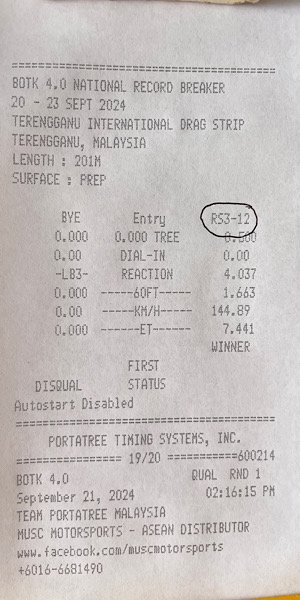 ================================
BOTK 4.0 NATIONAL RECORD BREAKER
20 - 23 SEPT 2024
TERENGGANU INTERNATIONAL DRAG STRIP
TERENGGANU, MALAYSIA
LENGTH : 201M
SURFACE : PREP
BYE Entry RS3-12
0.000 0.000 TREE 0.500
0.00 DIAL-IN 0.00
-LB3- REACTION 4.037
0.000 -----60FT----- 1.663
0.00 -----KM/H----- 144.89
0.000 ------ET------ 7.441
WINNER
FIRST
DISQUAL STATUS
Autostart Disabled
================================
PORTATREE TIMING SYSTEMS, INC.
============ 19/20 ===========600214
BOTK 4.0 QUAL RND 1
September 21, 2024 02:16:15 PM
TEAM PORTATREE MALAYSIA
MUSC MOTORSPORTS - ASEAN DISTRIBUTOR
www.facebook.com/muscmotorsports
+6016-6681490